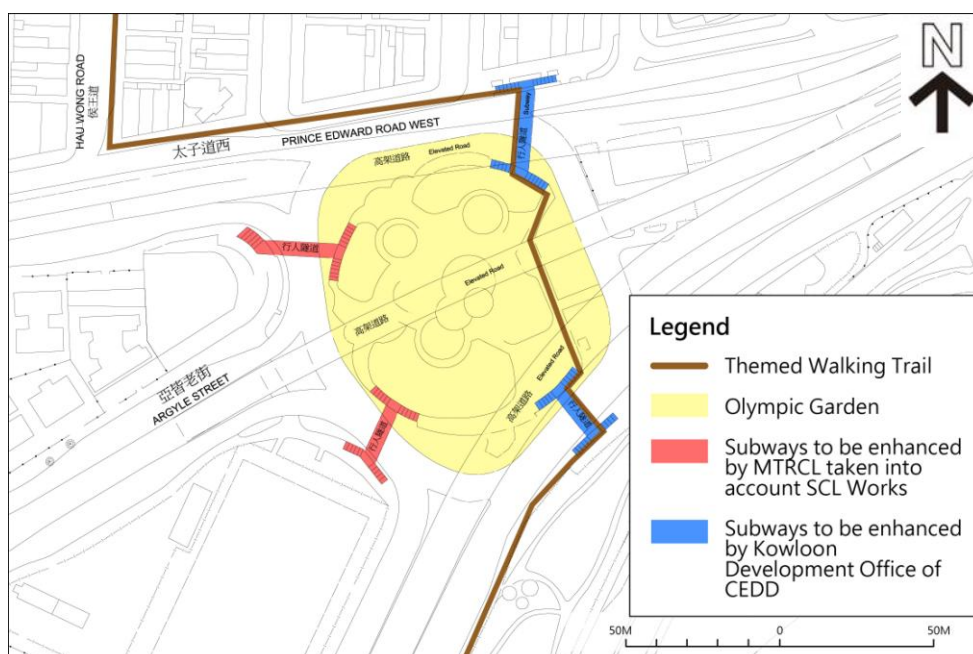 HAU WONG ROAD
侯王道
太子道西
PRINCE EDWARD ROAD WEST
高架道路
Elevated Road
Subway
行人隧道
行人隧道
Elevated Road
高架道路
亞皆老街
ARGYLE STREET
行人隧道
高架道路
Elevated Road
行人隧道
N
Legend
Themed Walking Trail
Olympic Garden
Subways to be enhanced
by MTRCL taken into
account SCL Works
Subways to be enhanced
by Kowloon
Development Office of
CEDD
50M
0
50M